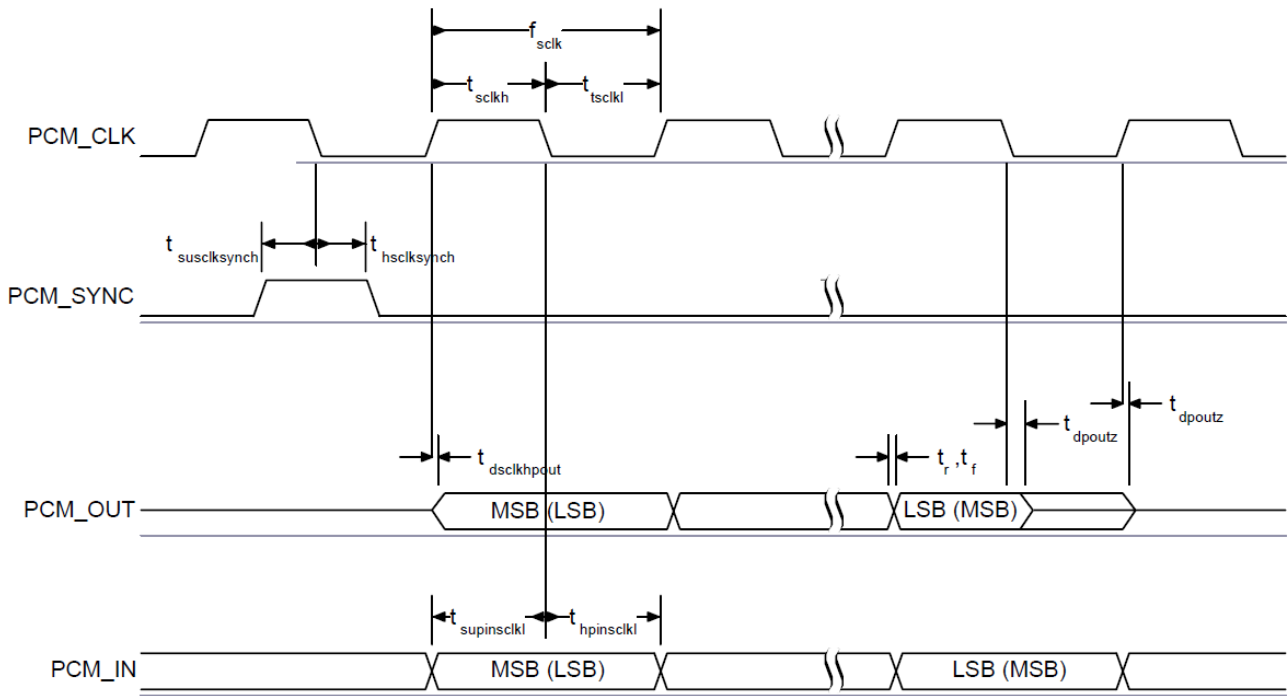 f sclk
t sclkh
t tsclkl
PCM_CLK
t susclksynch
t hsclksynch
PCM_SYNC
t dpoutz
t dpoutz
t dsclkhpout
t r , t f
PCM_OUT
MSB (LSB)
LSB (MSB)
t supinsclkl
t hpinsclkl
PCM_IN
MSB (LSB)
LSB (MSB)